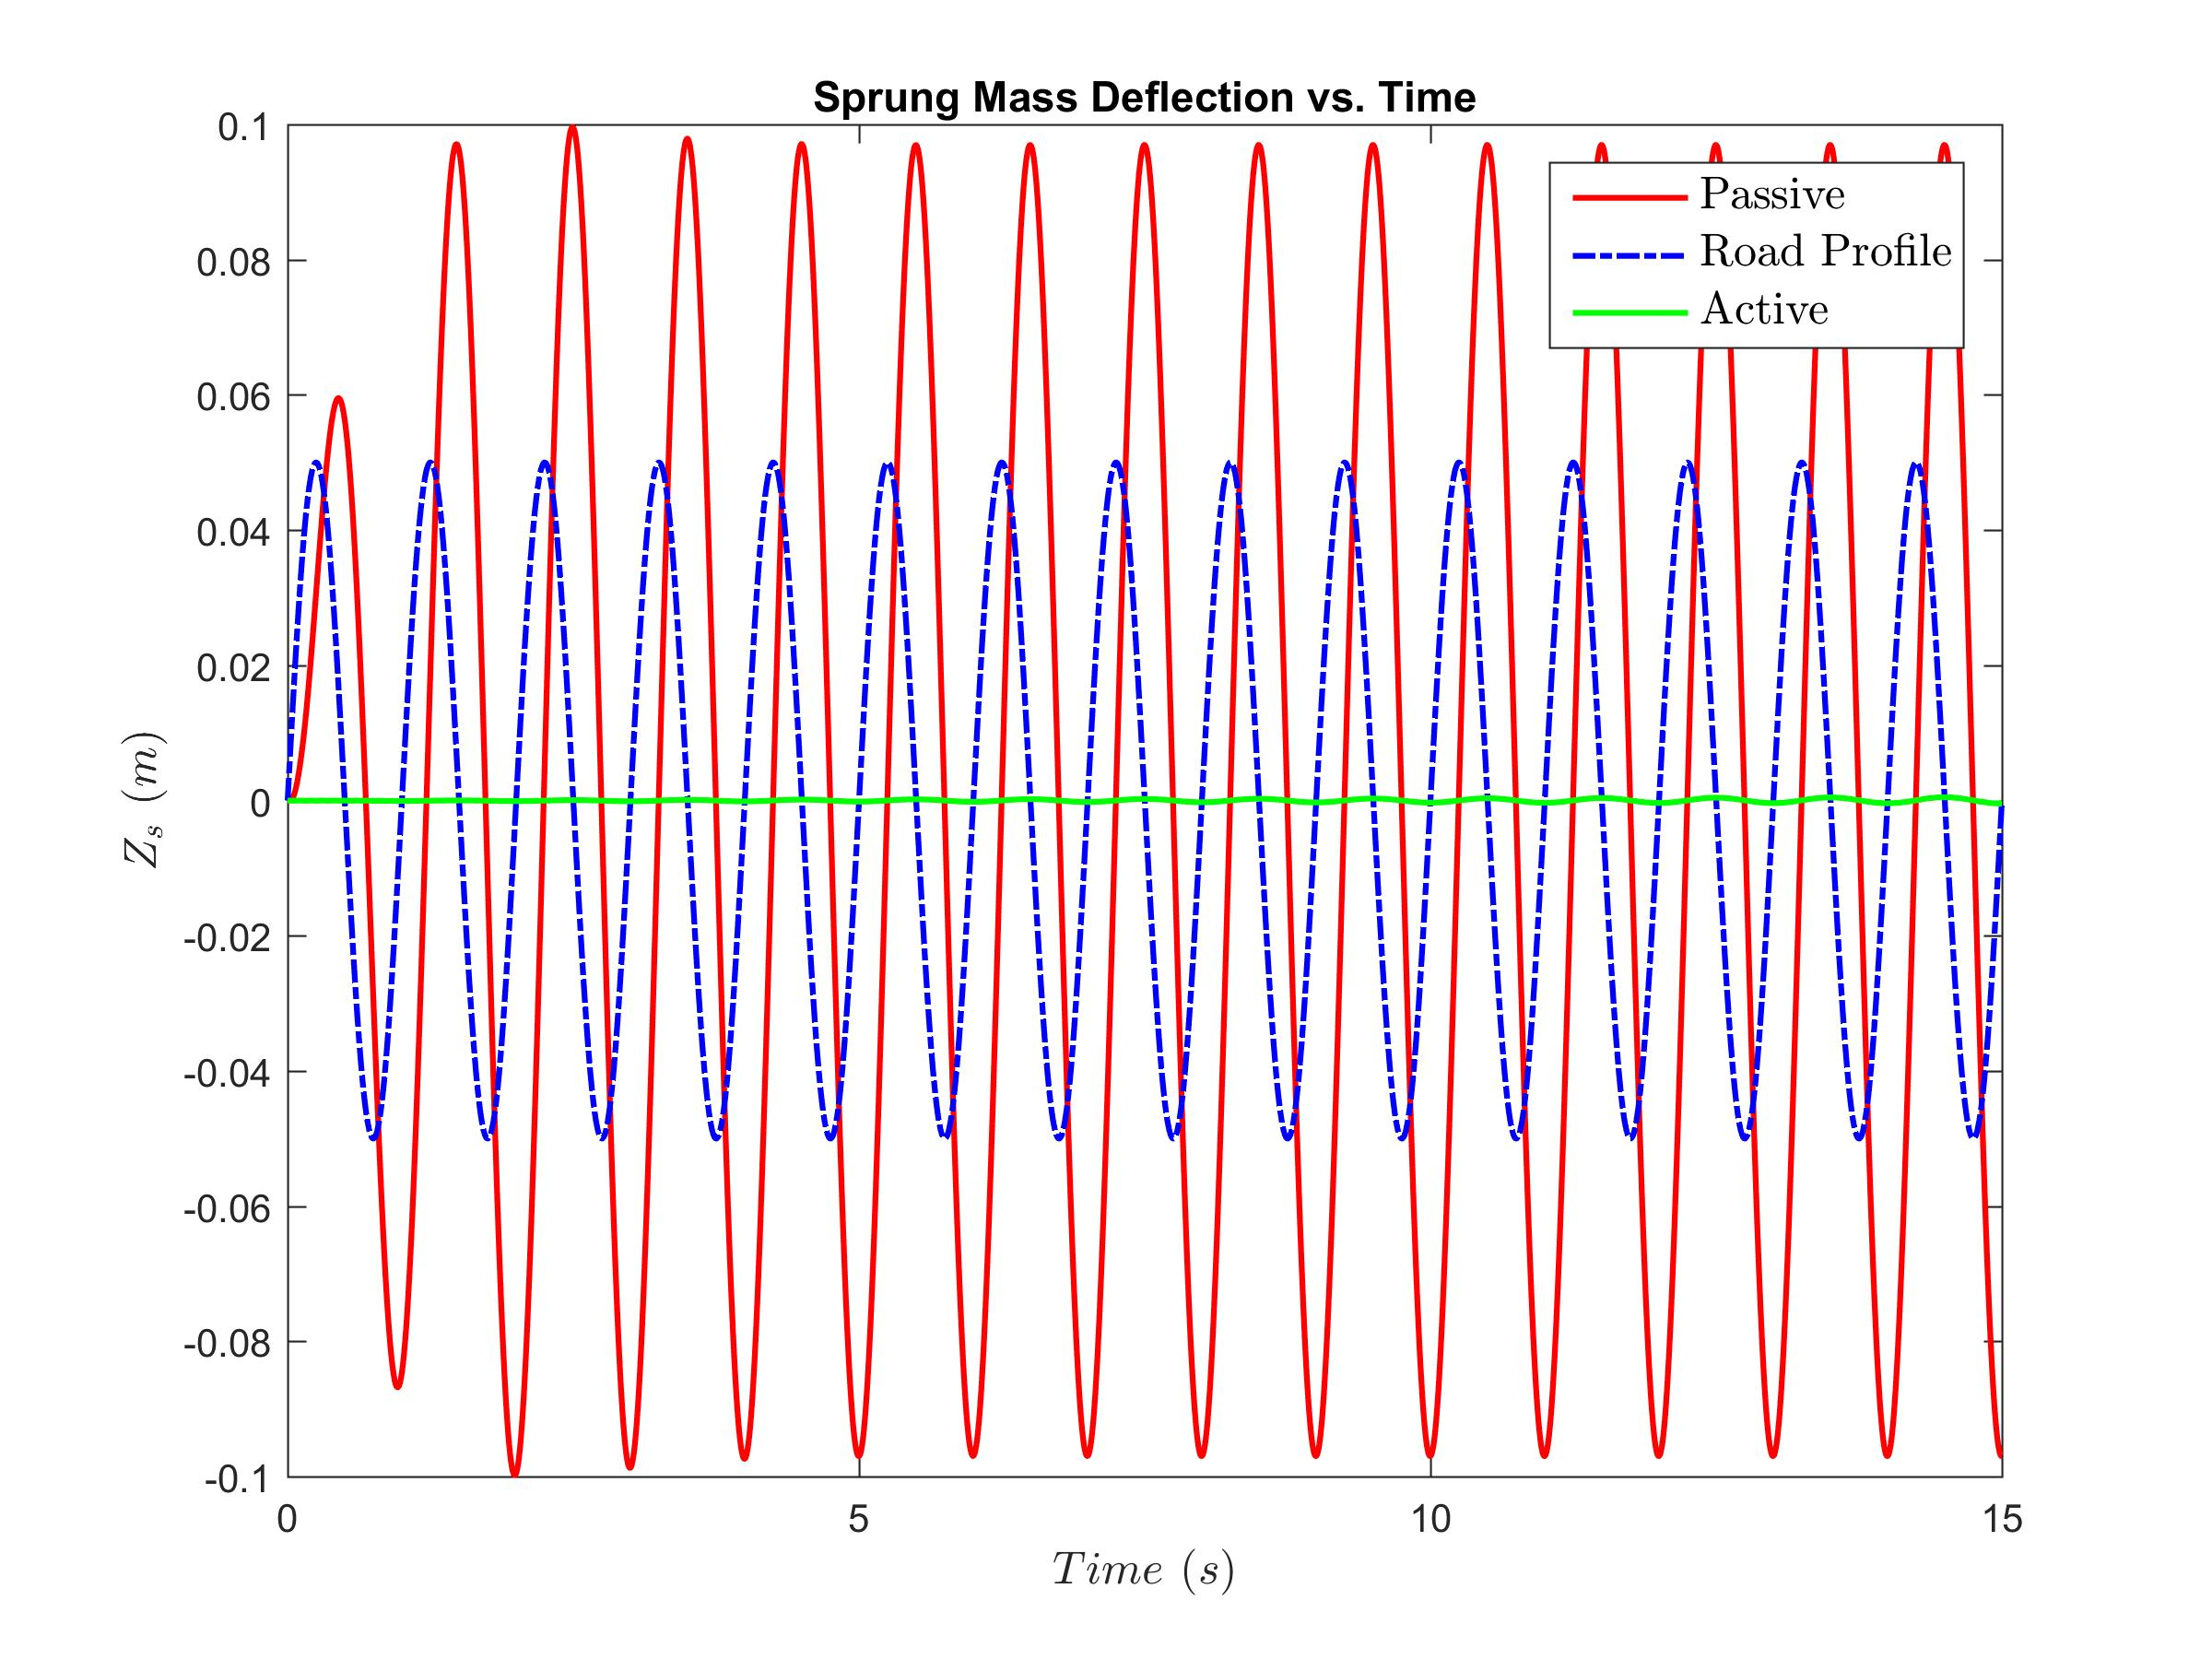 Sprung Mass Deflection vs. Time
0.1
0.08
0.06
0.04
0.02
0
-0.02
-0.04
-0.06
-0.08
-0.1
Z_s (m)
Passive
Road Profile
Active
0 5 10 15
Time (s)